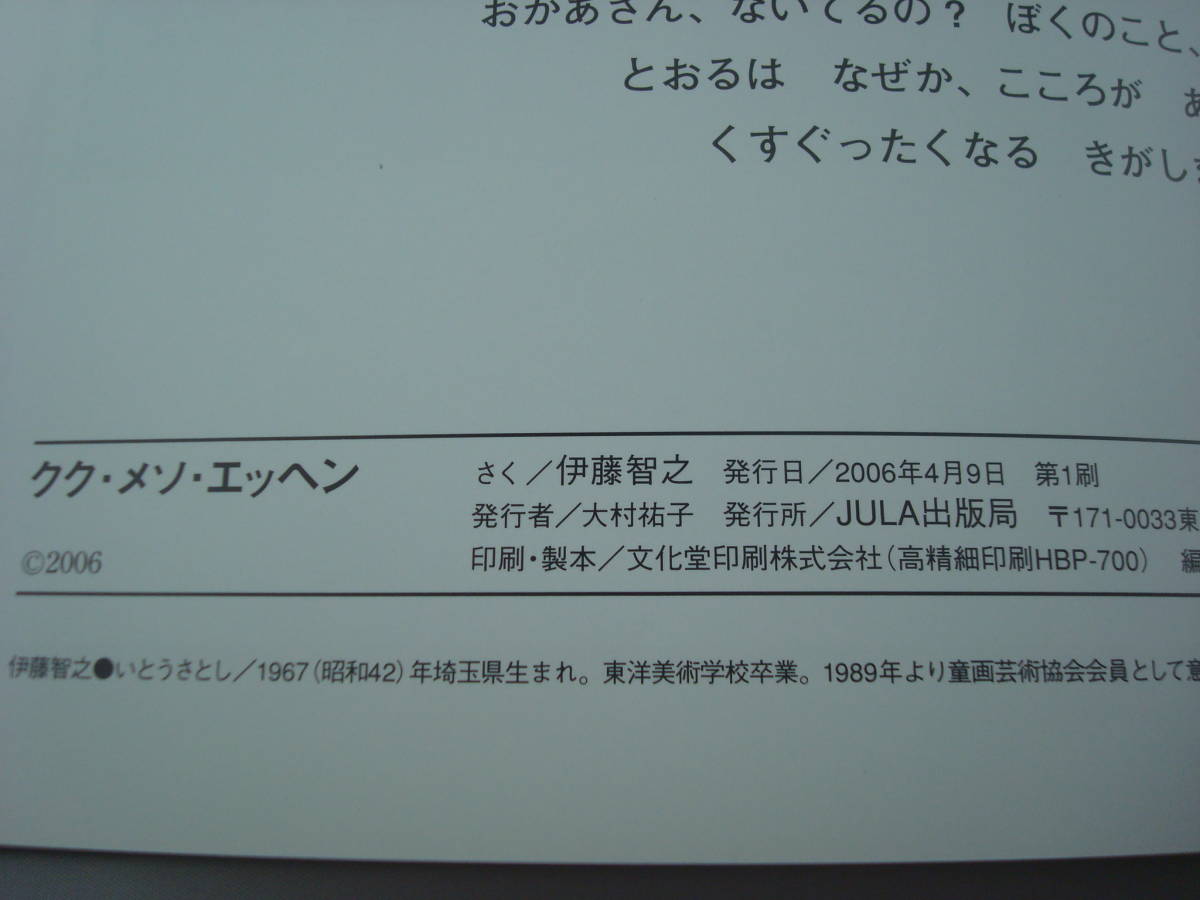 おかあさん、ないてるの？ ぼくのこと、
とおるは なぜか、こころが あ
くすぐったくなる きがしま
クク・メソ・エッヘン
©2006
さく／伊藤智之 発行日／2006年4月9日 第1刷
発行者／大村祐子 発行所／JULA出版局 〒171-0033東
印刷・製本／文化堂印刷株式会社（高精細印刷HBP-700） 編
伊藤智之●いとうさとし／1967（昭和42）年埼玉県生まれ。東洋美術学校卒業。1989年より童画芸術協会会員として意